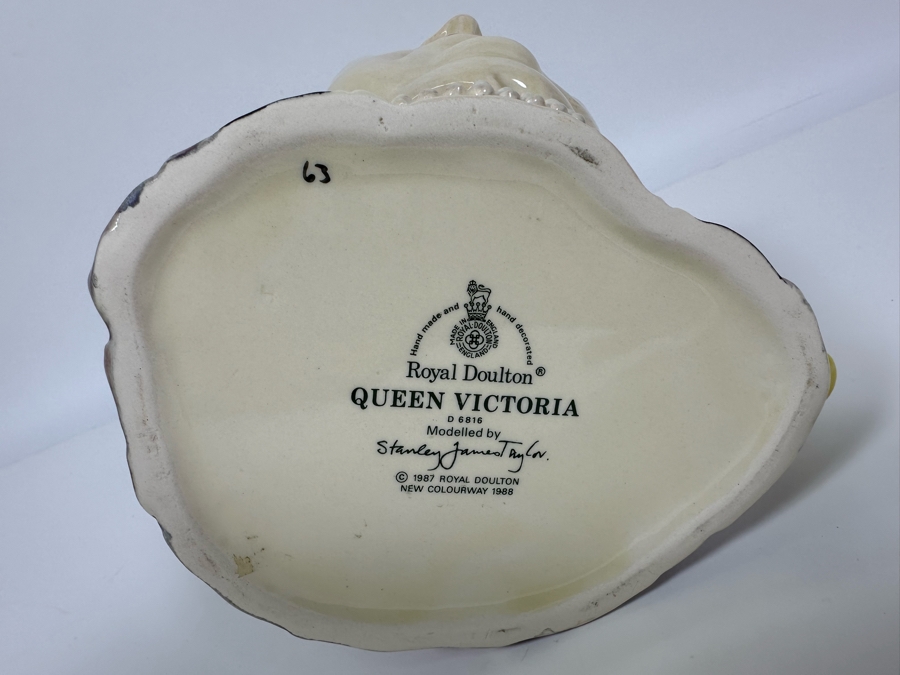 63
Hand made and hand decorated
MADE IN ENGLAND
ROYAL DOULTON
ENGLAND
Royal Doulton®
QUEEN VICTORIA
D 6816
Modelled by
Stanley James Taylor.
© 1987 ROYAL DOULTON
NEW COLOURWAY 1988